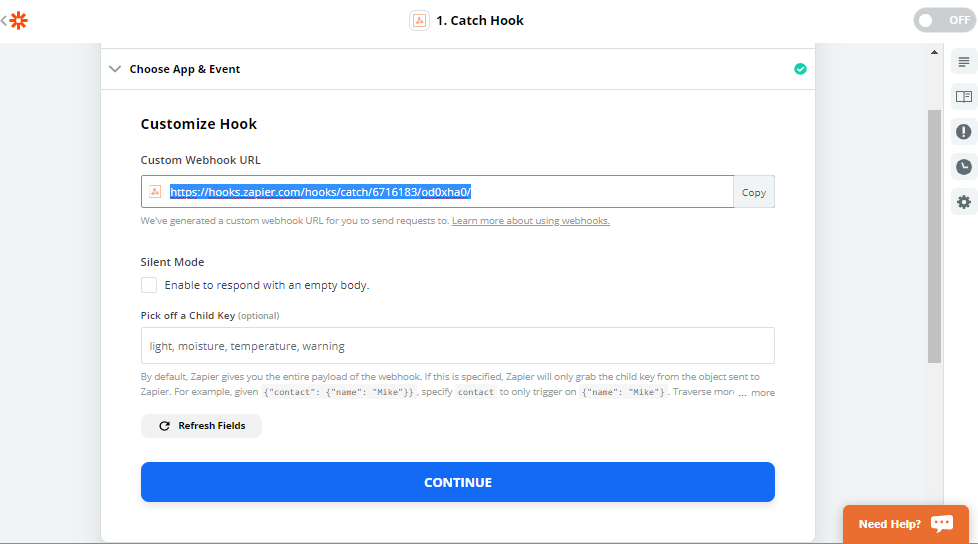 1. Catch Hook
OFF
Choose App & Event
Customize Hook
Custom Webhook URL
https://hooks.zapier.com/hooks/catch/6716183/od0xha0/
Copy
We've generated a custom webhook URL for you to send requests to. Learn more about using webhooks.
Silent Mode
Enable to respond with an empty body.
Pick off a Child Key (optional)
light, moisture, temperature, warning
By default, Zapier gives you the entire payload of the webhook. If this is specified, Zapier will only grab the child key from the object sent to
Zapier. For example, given {"contact": {"name": "Mike"}} , specify contact to only trigger on {"name": "Mike"} . Traverse more ... more
Refresh Fields
CONTINUE
Need Help?